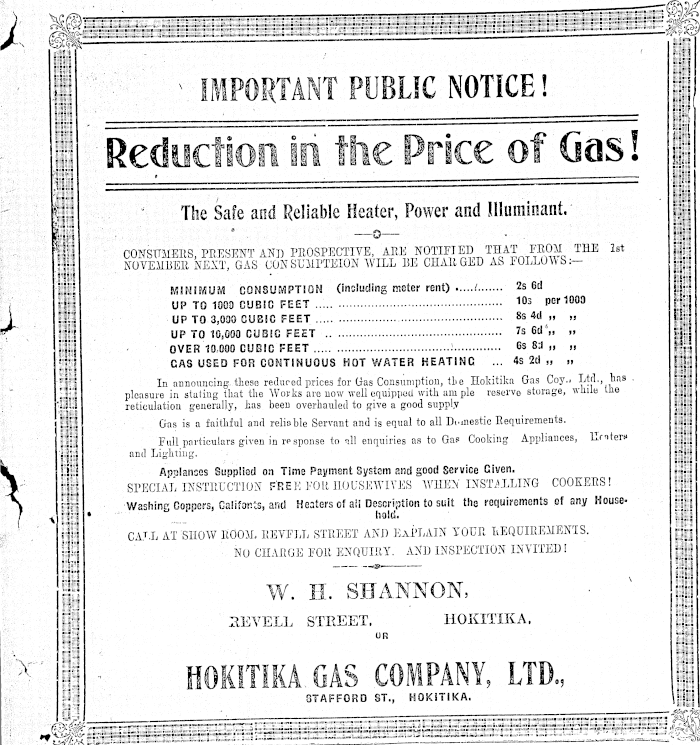 IMPORTANT PUBLIC NOTICE!
Reduction in the Price of Gas!
The Safe and Reliable Heater, Power and Illuminant.
CONSUMERS, PRESENT AND PROSPECTIVE, ARE NOTIFIED THAT FROM THE 1st
NOVEMBER NEXT, GAS CONSUMPTEION WILL BE CHARGED AS FOLLOWS:—
MINIMUM CONSUMPTION (including meter rent) ........... 2s 6d
UP TO 1000 CUBIC FEET ..... ................................................ 10s per 1000
UP TO 3,000 CUBIC FEET ..... ................................................ 8s 4d ,, ,,
UP TO 10,000 CUBIC FEET .. ................................................ 7s 6d ,, ,,
OVER 10,000 CUBIC FEET ..... ................................................ 6s 8d ,, ,,
GAS USED FOR CONTINUOUS HOT WATER HEATING ... 4s 2d ,, ,,
In announcing these reduced prices for Gas Consumption, the Hokitika Gas Coy., Ltd., has
pleasure in stating that the Works are now well equipped with ample reserve storage, while the
reticulation generally, has been overhauled to give a good supply
Gas is a faithful and reliable Servant and is equal to all Domestic Requirements.
Full particulars given in response to all enquiries as to Gas Cooking Appliances, Heaters
and Lighting.
Applances Supplied on Time Payment System and good Service Given.
SPECIAL INSTRUCTION FREE FOR HOUSEWIVES WHEN INSTALLING COOKERS!
Washing Coppers, Califonts, and Heaters of all Description to suit the requirements of any House-
hold.
CALL AT SHOW ROOM, REVELL STREET AND EXPLAIN YOUR REQUIREMENTS.
NO CHARGE FOR ENQUIRY. AND INSPECTION INVITED!
W. H. SHANNON,
REVELL STREET, HOKITIKA,
OR
HOKITIKA GAS COMPANY, LTD.,
STAFFORD ST., HOKITIKA.